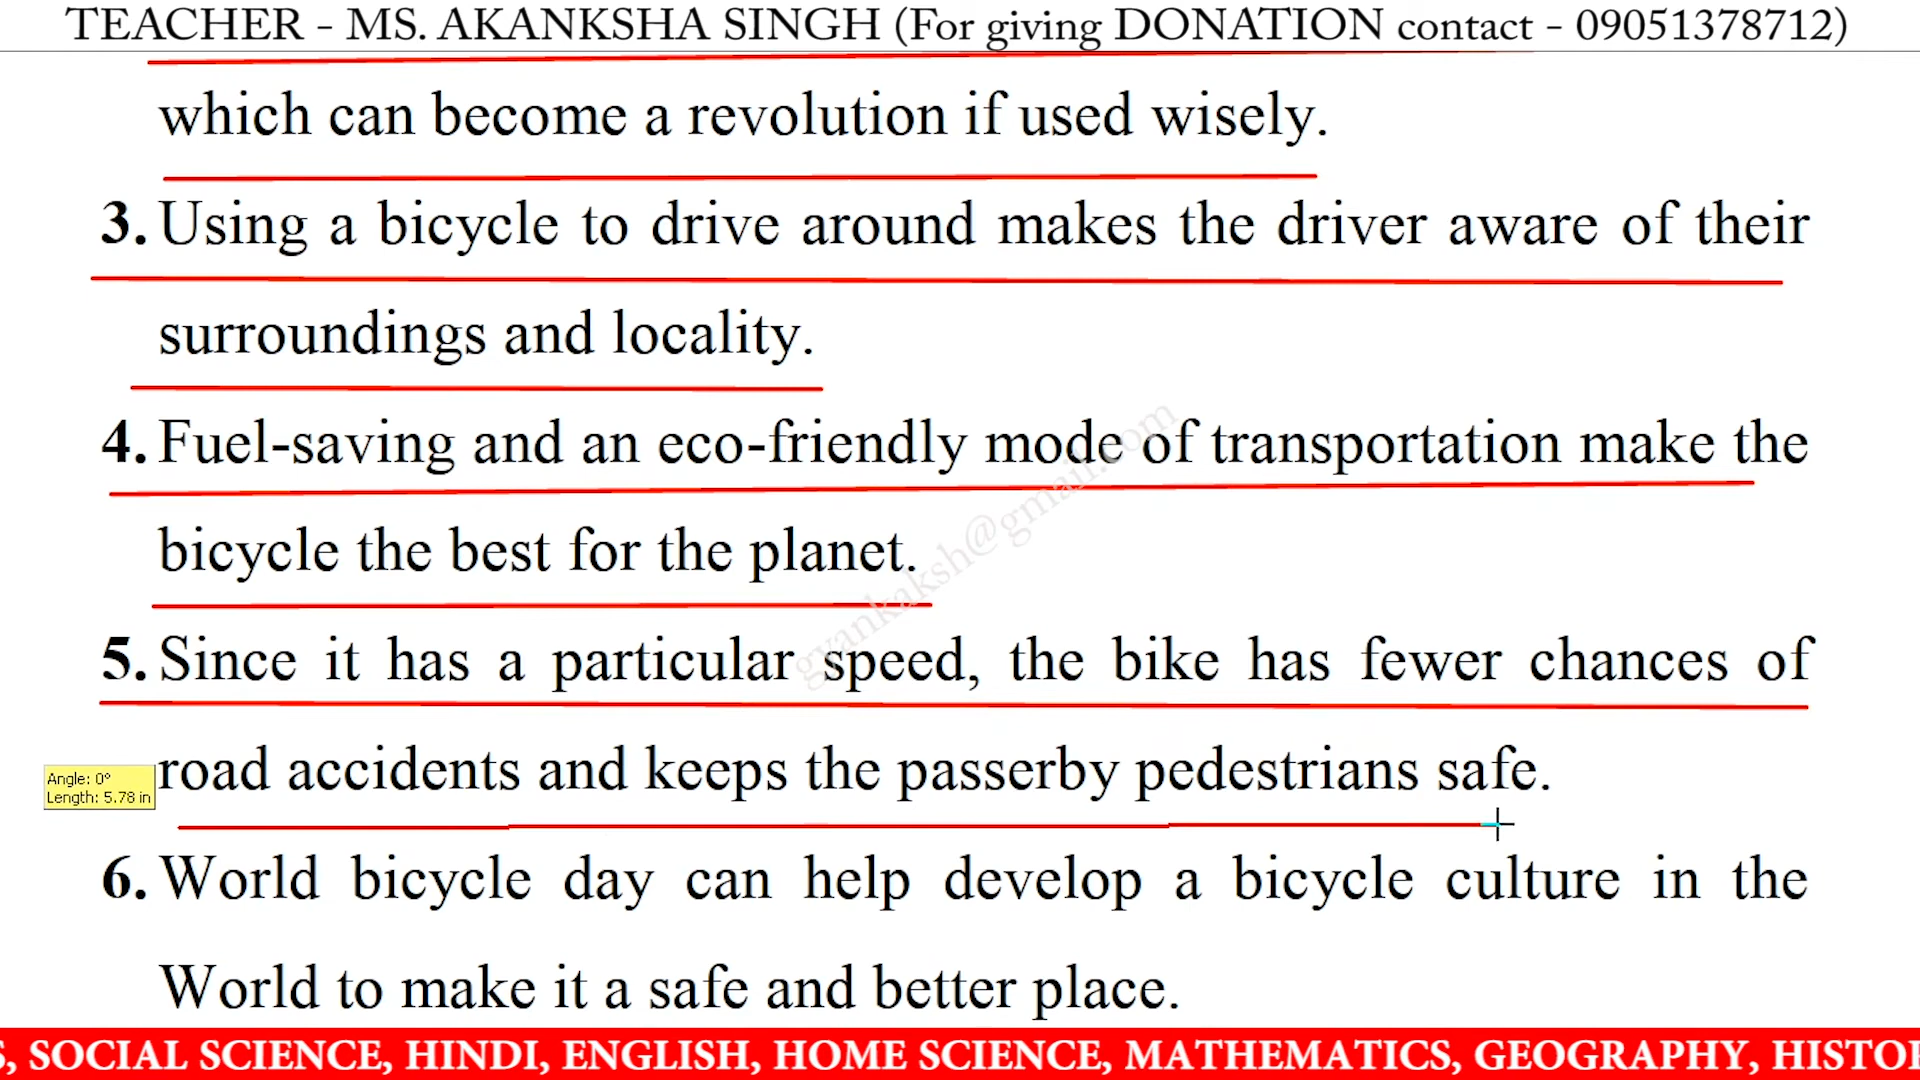 TEACHER - MS. AKANKSHA SINGH (For giving DONATION contact - 09051378712)
which can become a revolution if used wisely.
3. Using a bicycle to drive around makes the driver aware of their
surroundings and locality.
4. Fuel-saving and an eco-friendly mode of transportation make the
bicycle the best for the planet.
gyankaksh@gmail.com
5. Since it has a particular speed, the bike has fewer chances of
Angle: 0°
Length: 5.78 in
road accidents and keeps the passerby pedestrians safe.
6. World bicycle day can help develop a bicycle culture in the
World to make it a safe and better place.
S, SOCIAL SCIENCE, HINDI, ENGLISH, HOME SCIENCE, MATHEMATICS, GEOGRAPHY, HISTO